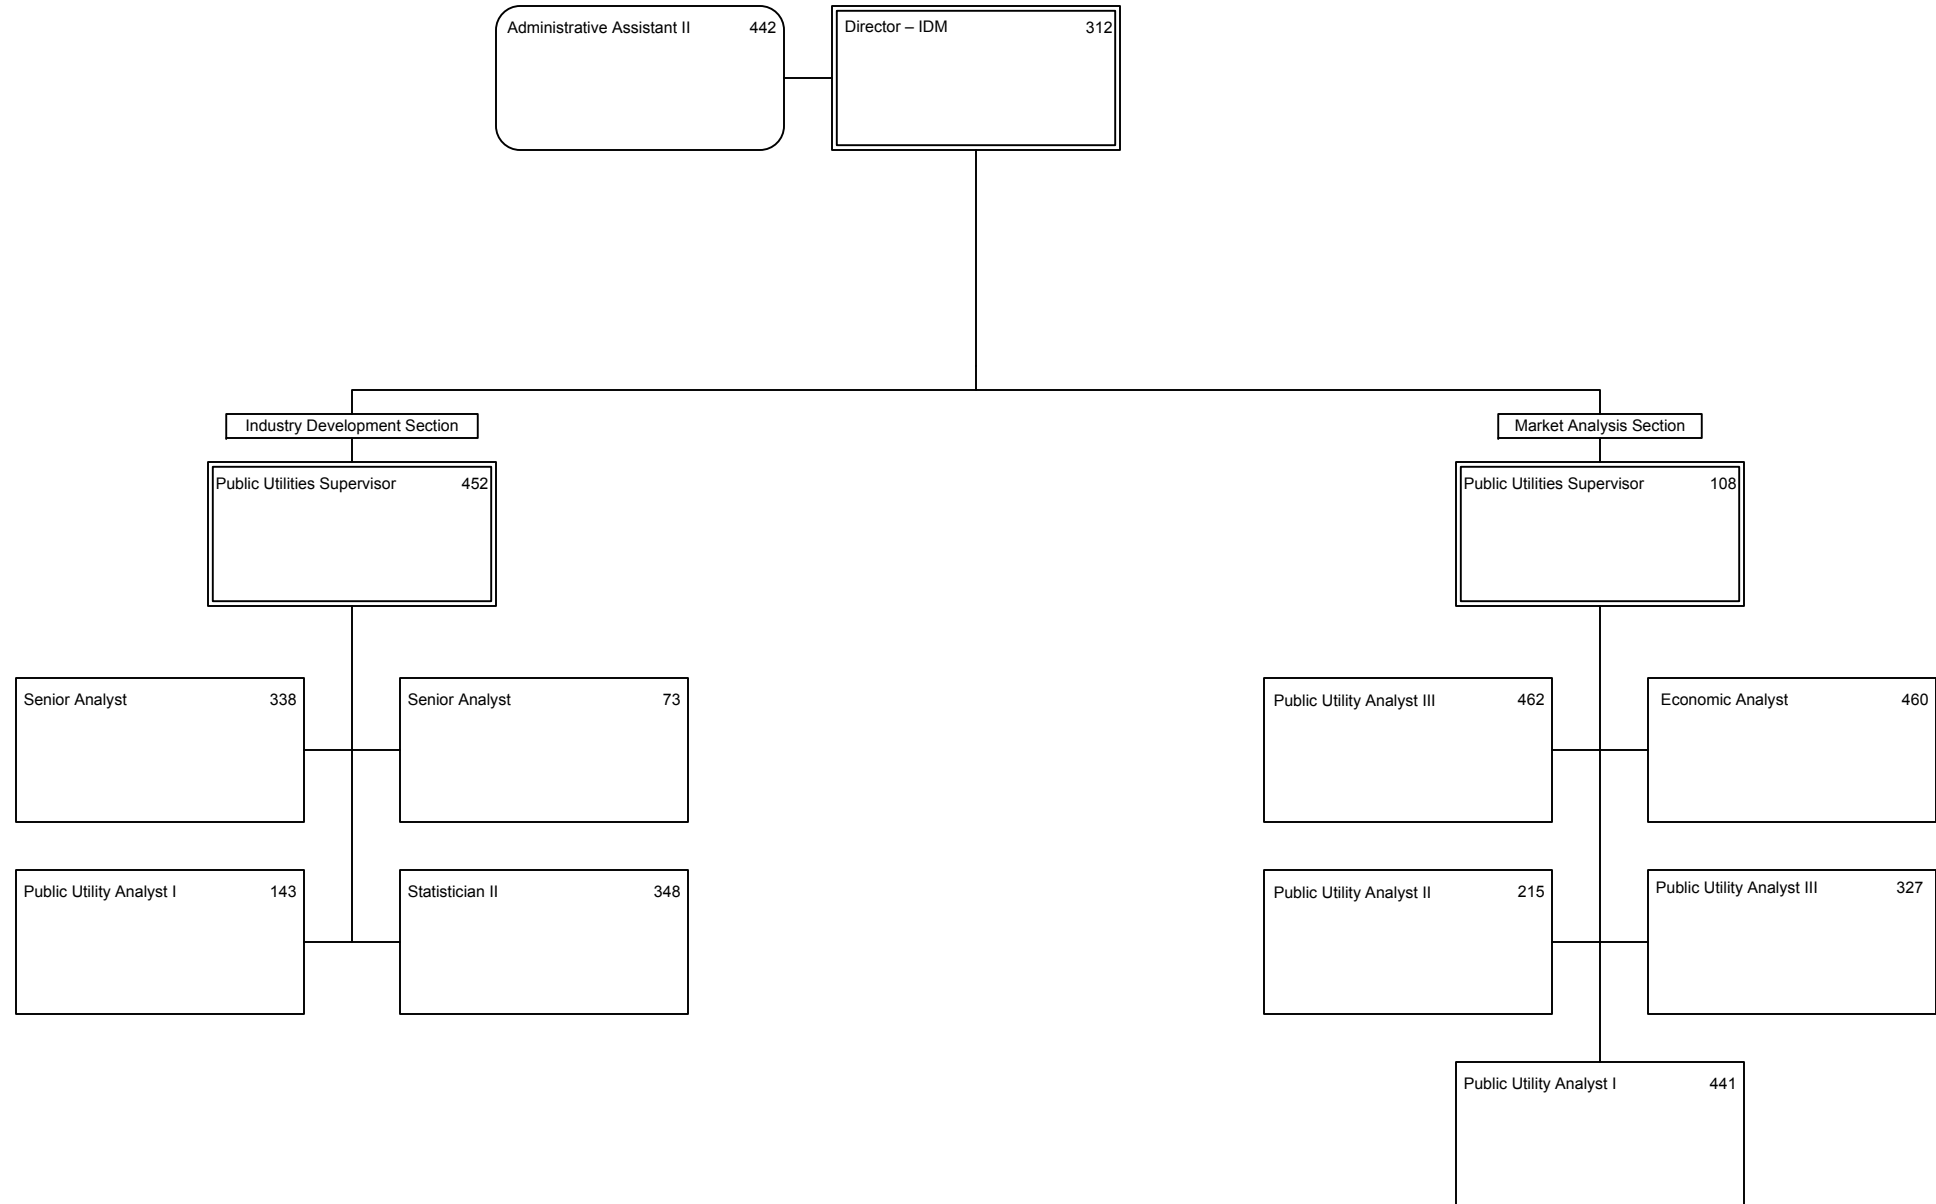 Administrative Assistant II 442
Director – IDM 312
Industry Development Section
Market Analysis Section
Public Utilities Supervisor 452
Public Utilities Supervisor 108
Senior Analyst 338
Senior Analyst 73
Public Utility Analyst III 462
Economic Analyst 460
Public Utility Analyst I 143
Statistician II 348
Public Utility Analyst II 215
Public Utility Analyst III 327
Public Utility Analyst I 441